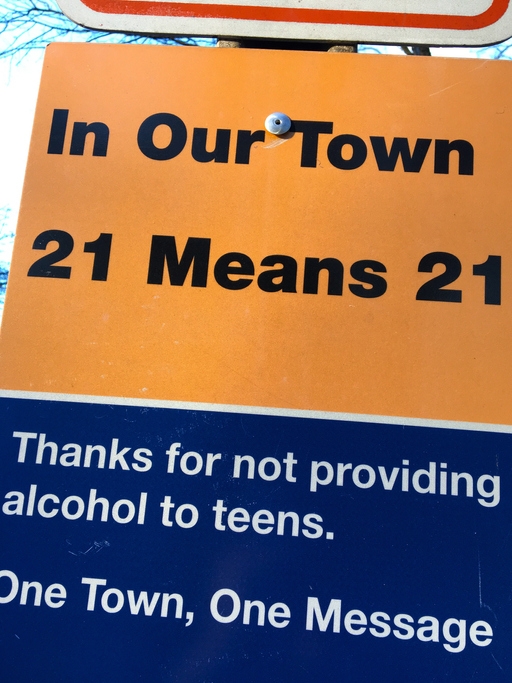 In Our Town
21 Means 21
Thanks for not providing
alcohol to teens.
One Town, One Message